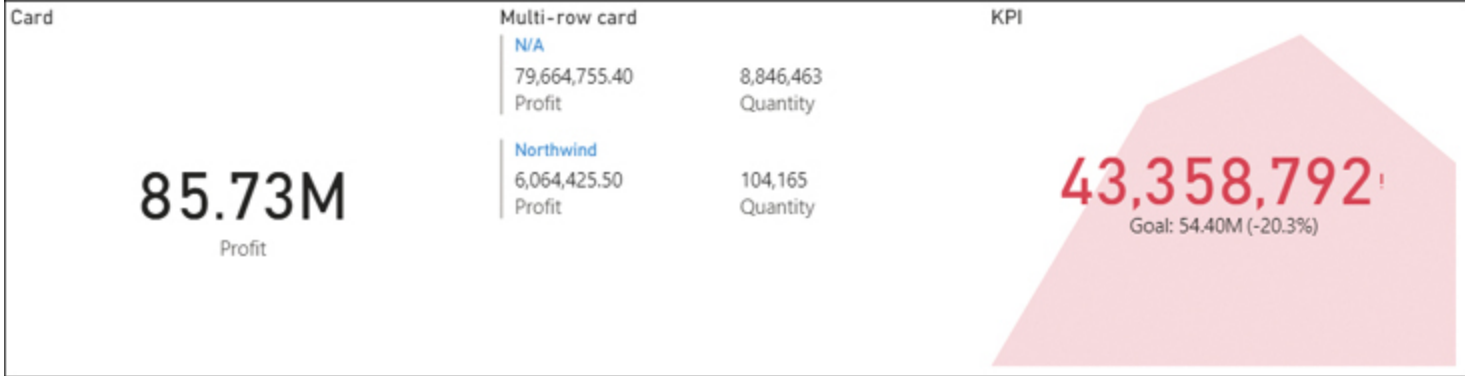 Card
85.73M
Profit
Multi-row card
N/A
79,664,755.40 8,846,463
Profit Quantity
Northwind
6,064,425.50 104,165
Profit Quantity
KPI
43,358,792!
Goal: 54.40M (-20.3%)